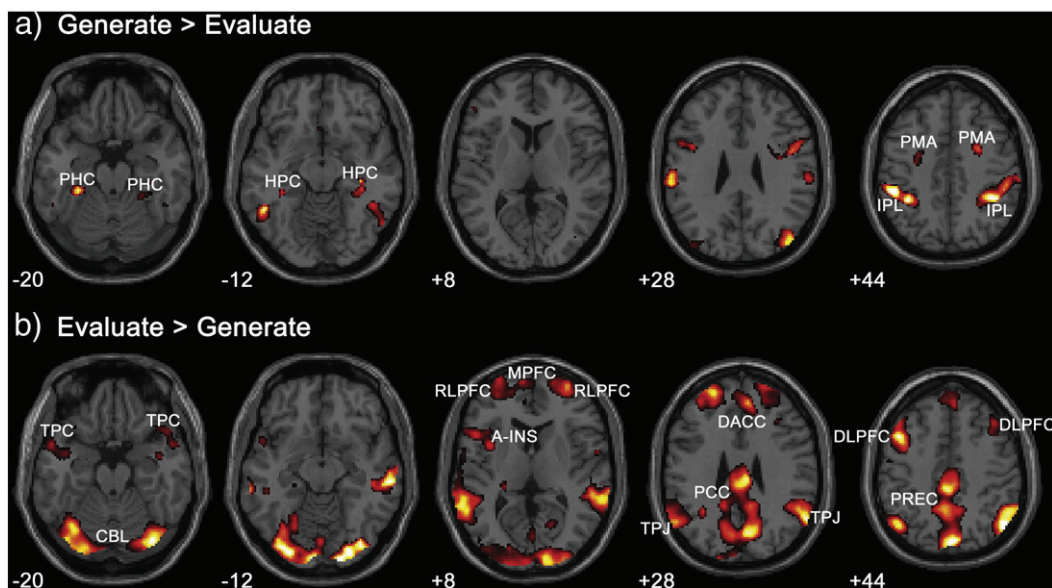 a) Generate > Evaluate
PHC PHC
HPC HPC
PMA PMA
IPL IPL
-20 -12 +8 +28 +44
b) Evaluate > Generate
TPC TPC
CBL
RLPFC MPFC RLPFC
A-INS
DACC
PCC
TPJ TPJ
DLPFC DLPFC
PREC
-20 -12 +8 +28 +44